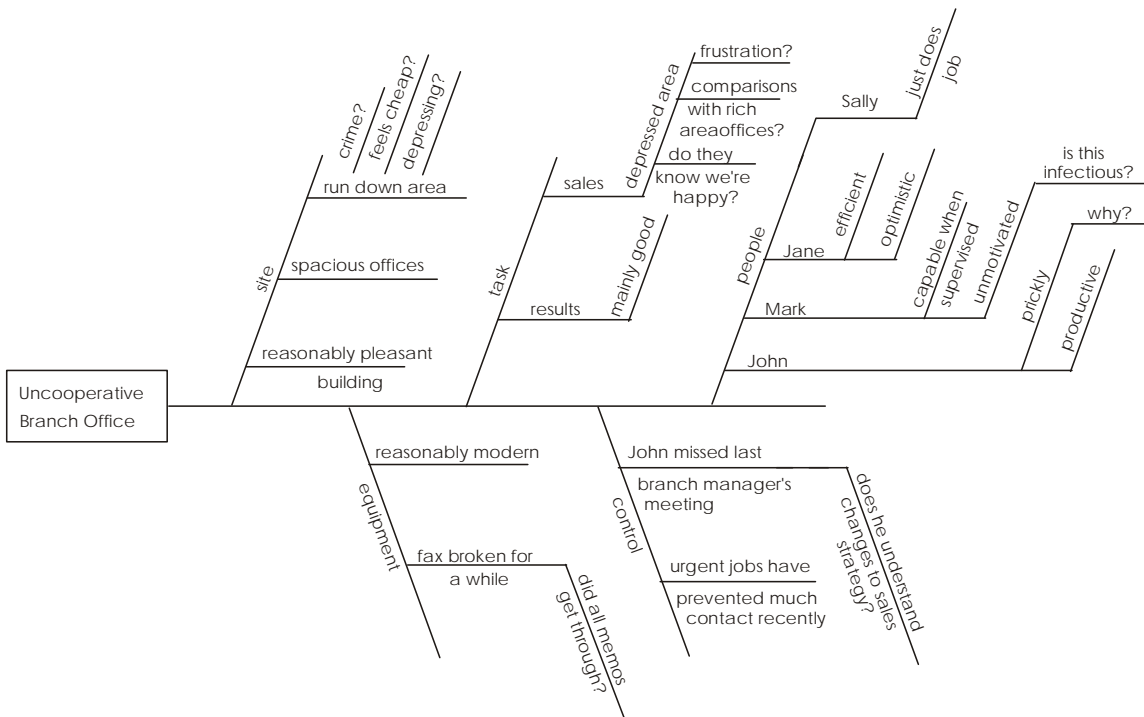 Uncooperative
Branch Office
site
crime?
feels cheap?
depressing?
run down area
spacious offices
reasonably pleasant
building
task
sales
depressed area
frustration?
comparisons
with rich
areaoffices?
do they
know we're
happy?
results
mainly good
people
Sally
just does
job
Jane
efficient
optimistic
Mark
capable when
supervised
unmotivated
is this
infectious?
John
prickly
why?
productive
equipment
reasonably modern
fax broken for
a while
did all memos
get through?
control
John missed last
branch manager's
meeting
does he understand
changes to sales
strategy?
urgent jobs have
prevented much
contact recently